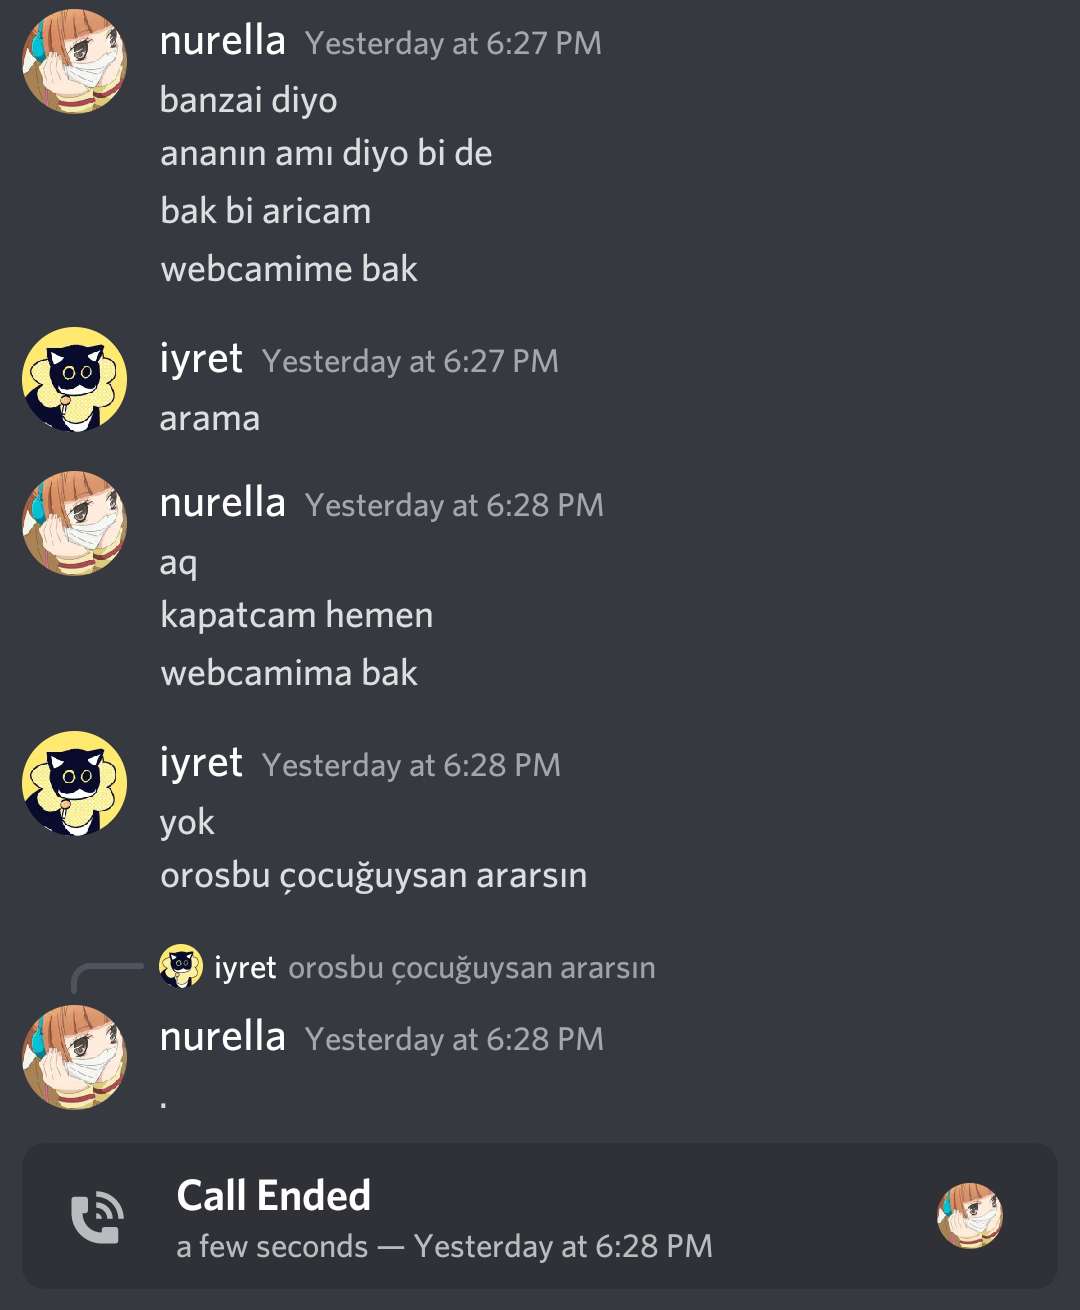 nurella Yesterday at 6:27 PM
banzai diyo
ananın amı diyo bi de
bak bi aricam
webcamime bak
iyret Yesterday at 6:27 PM
arama
nurella Yesterday at 6:28 PM
aq
kapatcam hemen
webcamima bak
iyret Yesterday at 6:28 PM
yok
orosbu çocuğuysan ararsın
iyret orosbu çocuğuysan ararsın
nurella Yesterday at 6:28 PM
.
Call Ended
a few seconds — Yesterday at 6:28 PM